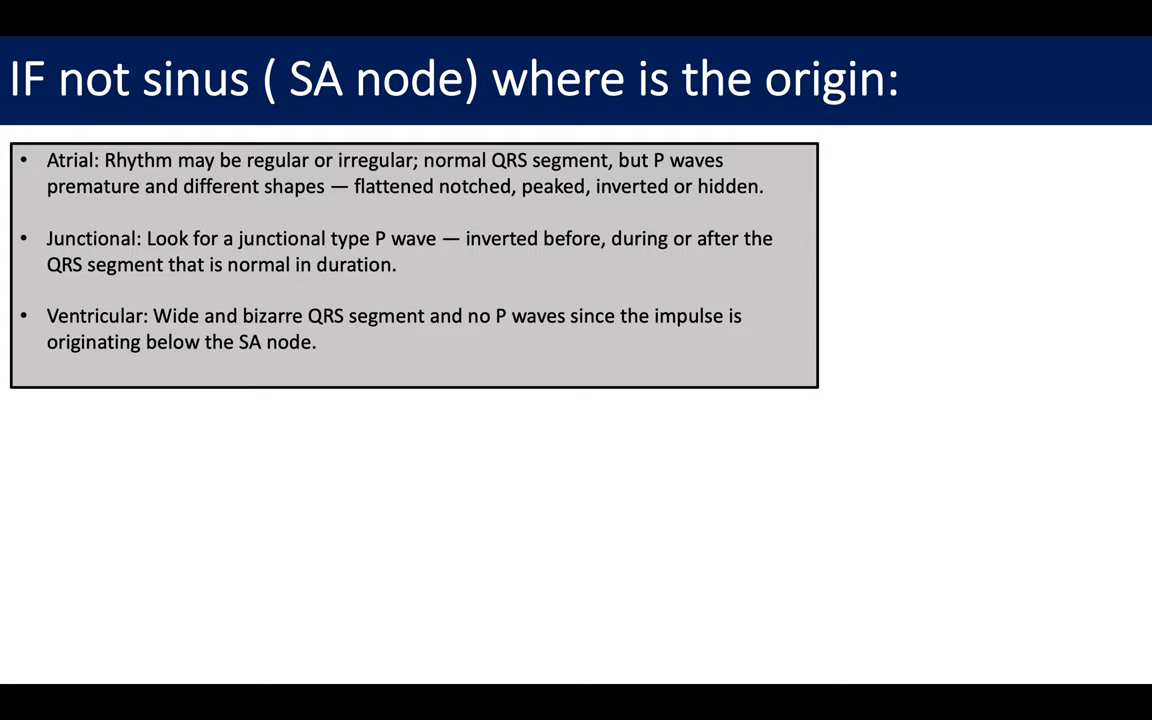 IF not sinus ( SA node) where is the origin:
• Atrial: Rhythm may be regular or irregular; normal QRS segment, but P waves
premature and different shapes — flattened notched, peaked, inverted or hidden.
• Junctional: Look for a junctional type P wave — inverted before, during or after the
QRS segment that is normal in duration.
• Ventricular: Wide and bizarre QRS segment and no P waves since the impulse is
originating below the SA node.